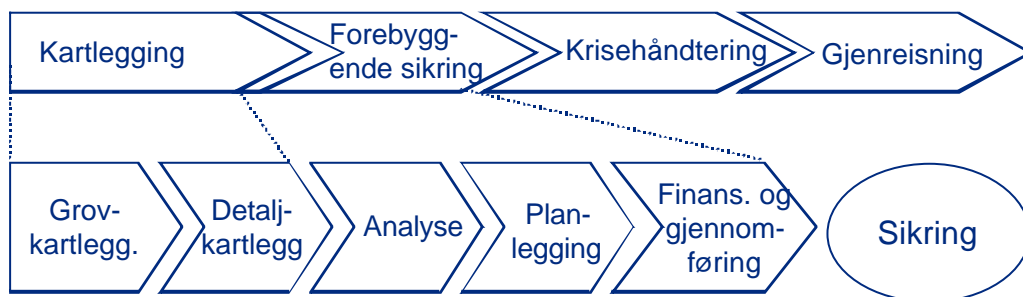 Kartlegging
Forebygg-
ende sikring
Krisehåndtering
Gjenreisning
Grov-
kartlegg.
Detalj-
kartlegg
Analyse
Plan-
legging
Finans. og
gjennom-
føring
Sikring